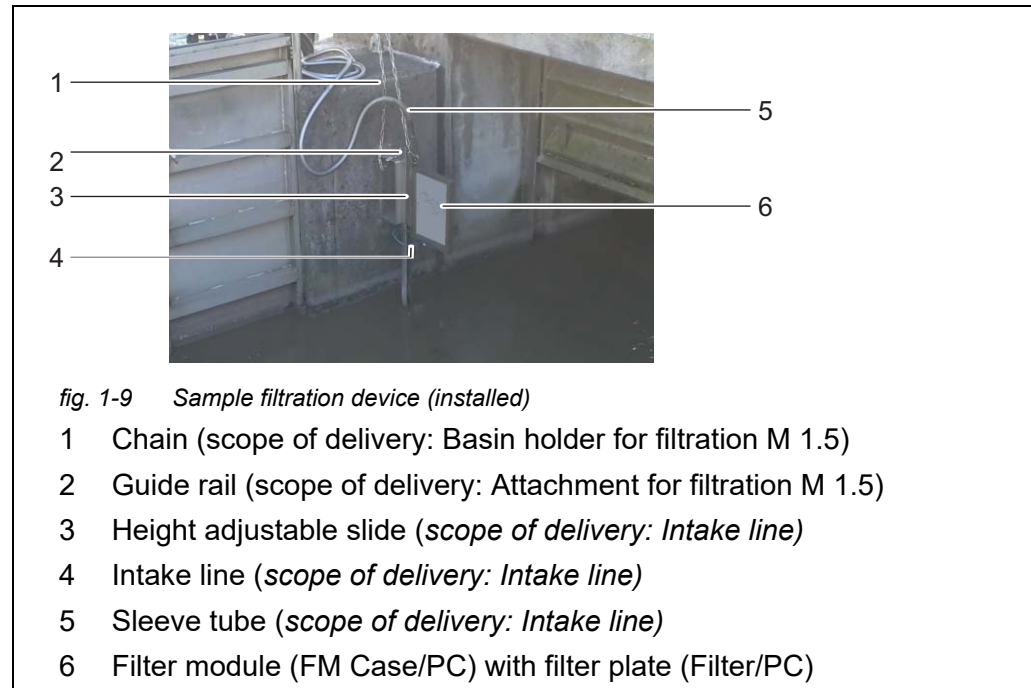 1
2
3
4
5
6
fig. 1-9 Sample filtration device (installed)
1 Chain (scope of delivery: Basin holder for filtration M 1.5)
2 Guide rail (scope of delivery: Attachment for filtration M 1.5)
3 Height adjustable slide (scope of delivery: Intake line)
4 Intake line (scope of delivery: Intake line)
5 Sleeve tube (scope of delivery: Intake line)
6 Filter module (FM Case/PC) with filter plate (Filter/PC)